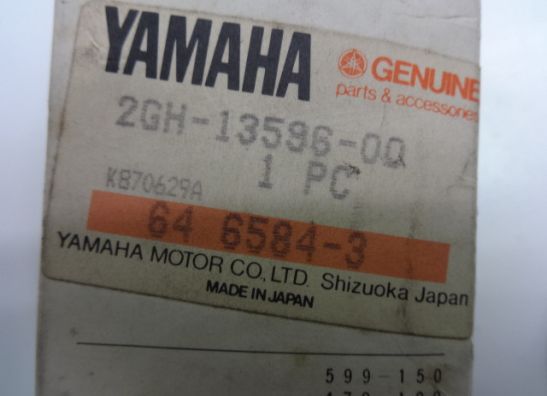 YAMAHA
GENUINE
parts & accessories
2GH-13596-00
1 PC
K870629A
64 6584-3
YAMAHA MOTOR CO., LTD. Shizuoka Japan
MADE IN JAPAN
599-150